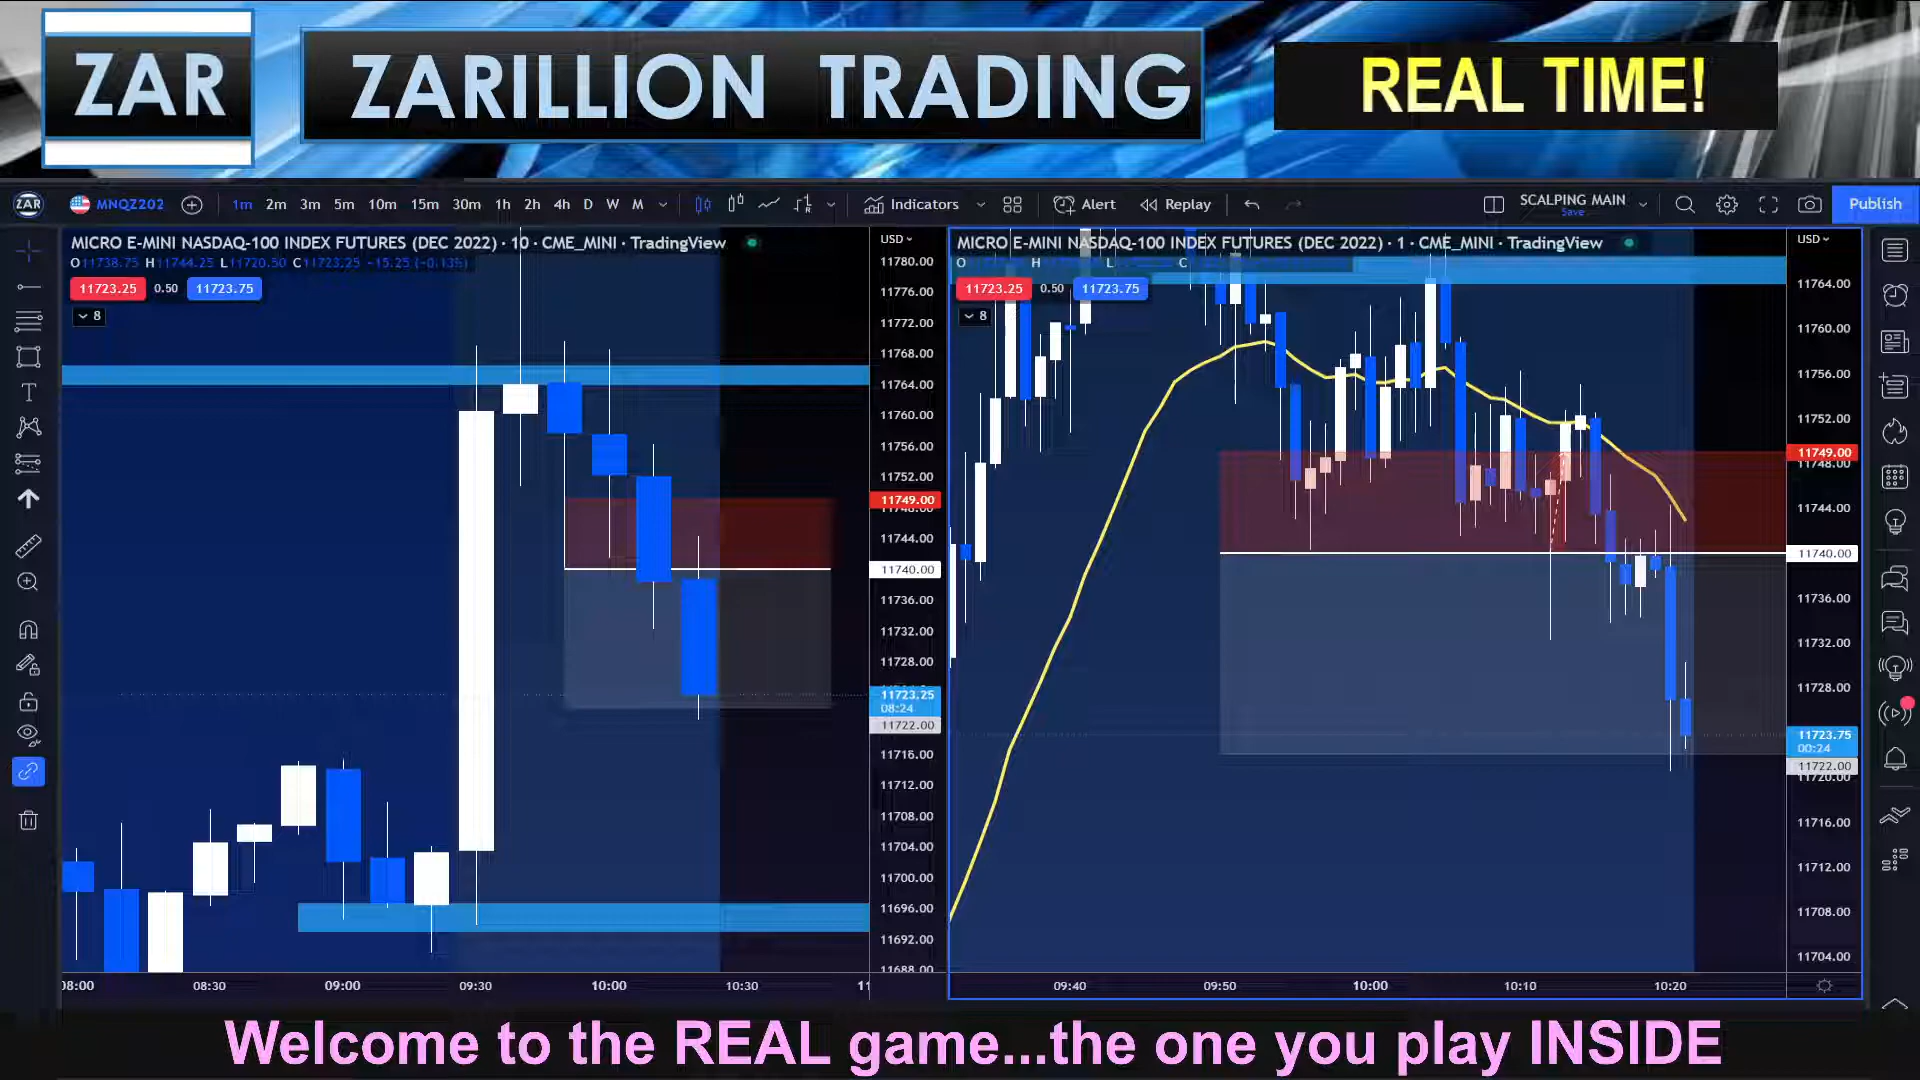 ZAR
ZARILLION TRADING
REAL TIME!
ZAR
MNQZ202
1m 2m 3m 5m 10m 15m 30m 1h 2h 4h D W M
Indicators
Alert
Replay
SCALPING MAIN
Save
Publish
MICRO E-MINI NASDAQ-100 INDEX FUTURES (DEC 2022) · 10 · CME_MINI · TradingView
O11738.75 H11744.25 L11720.50 C11723.25 −15.25 (−0.13%)
11723.25 0.50 11723.75
8
USD
11780.00
11776.00
11772.00
11768.00
11764.00
11760.00
11756.00
11752.00
11749.00
11744.00
11740.00
11736.00
11732.00
11728.00
11723.25
08:24
11722.00
11716.00
11712.00
11708.00
11704.00
11700.00
11696.00
11692.00
11688.00
08:00 08:30 09:00 09:30 10:00 10:30
MICRO E-MINI NASDAQ-100 INDEX FUTURES (DEC 2022) · 1 · CME_MINI · TradingView
O H L C
11723.25 0.50 11723.75
8
USD
11764.00
11760.00
11756.00
11752.00
11749.00
11748.00
11744.00
11740.00
11736.00
11732.00
11728.00
11723.75
00:24
11722.00
11720.00
11716.00
11712.00
11708.00
11704.00
09:40 09:50 10:00 10:10 10:20
Welcome to the REAL game...the one you play INSIDE